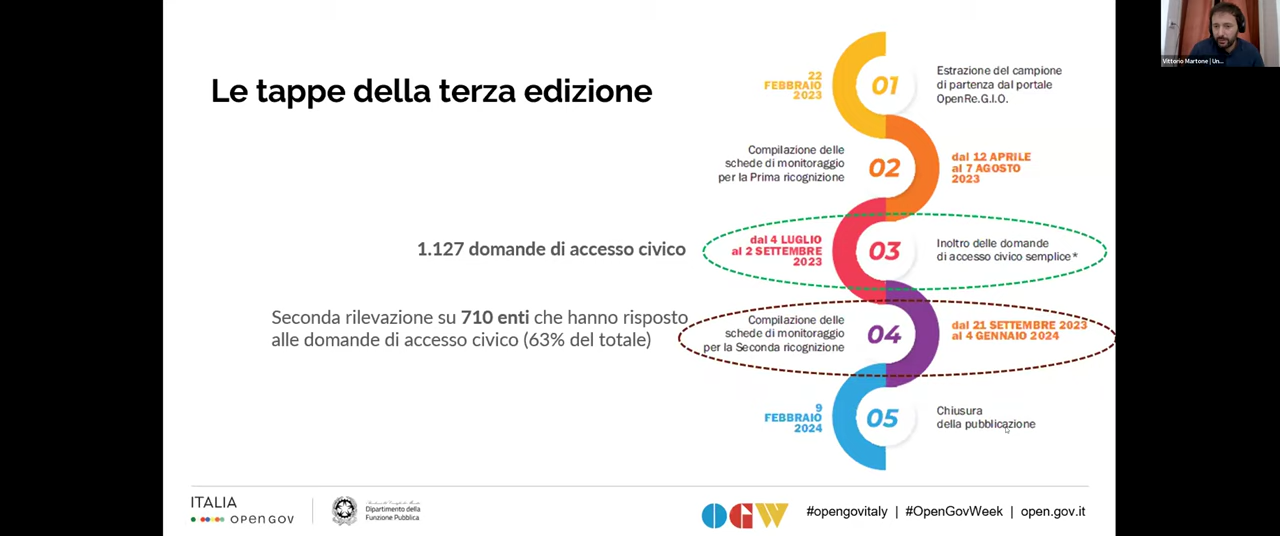 Le tappe della terza edizione
22
FEBBRAIO
2023
01
Estrazione del campione
di partenza dal portale
OpenRe.G.I.O.
Compilazione delle
schede di monitoraggio
per la Prima ricognizione
02
dal 12 APRILE
al 7 AGOSTO
2023
1.127 domande di accesso civico
dal 4 LUGLIO
al 2 SETTEMBRE
2023
03
Inoltro delle domande
di accesso civico semplice*
Seconda rilevazione su 710 enti che hanno risposto
alle domande di accesso civico (63% del totale)
Compilazione delle
schede di monitoraggio
per la Seconda ricognizione
04
dal 21 SETTEMBRE 2023
al 4 GENNAIO 2024
9
FEBBRAIO
2024
05
Chiusura
della pubblicazione
ITALIA
OPEN GOV
Dipartimento della
Funzione Pubblica
OGW
#opengovitaly | #OpenGovWeek | open.gov.it
Vittorio Martone | Un...